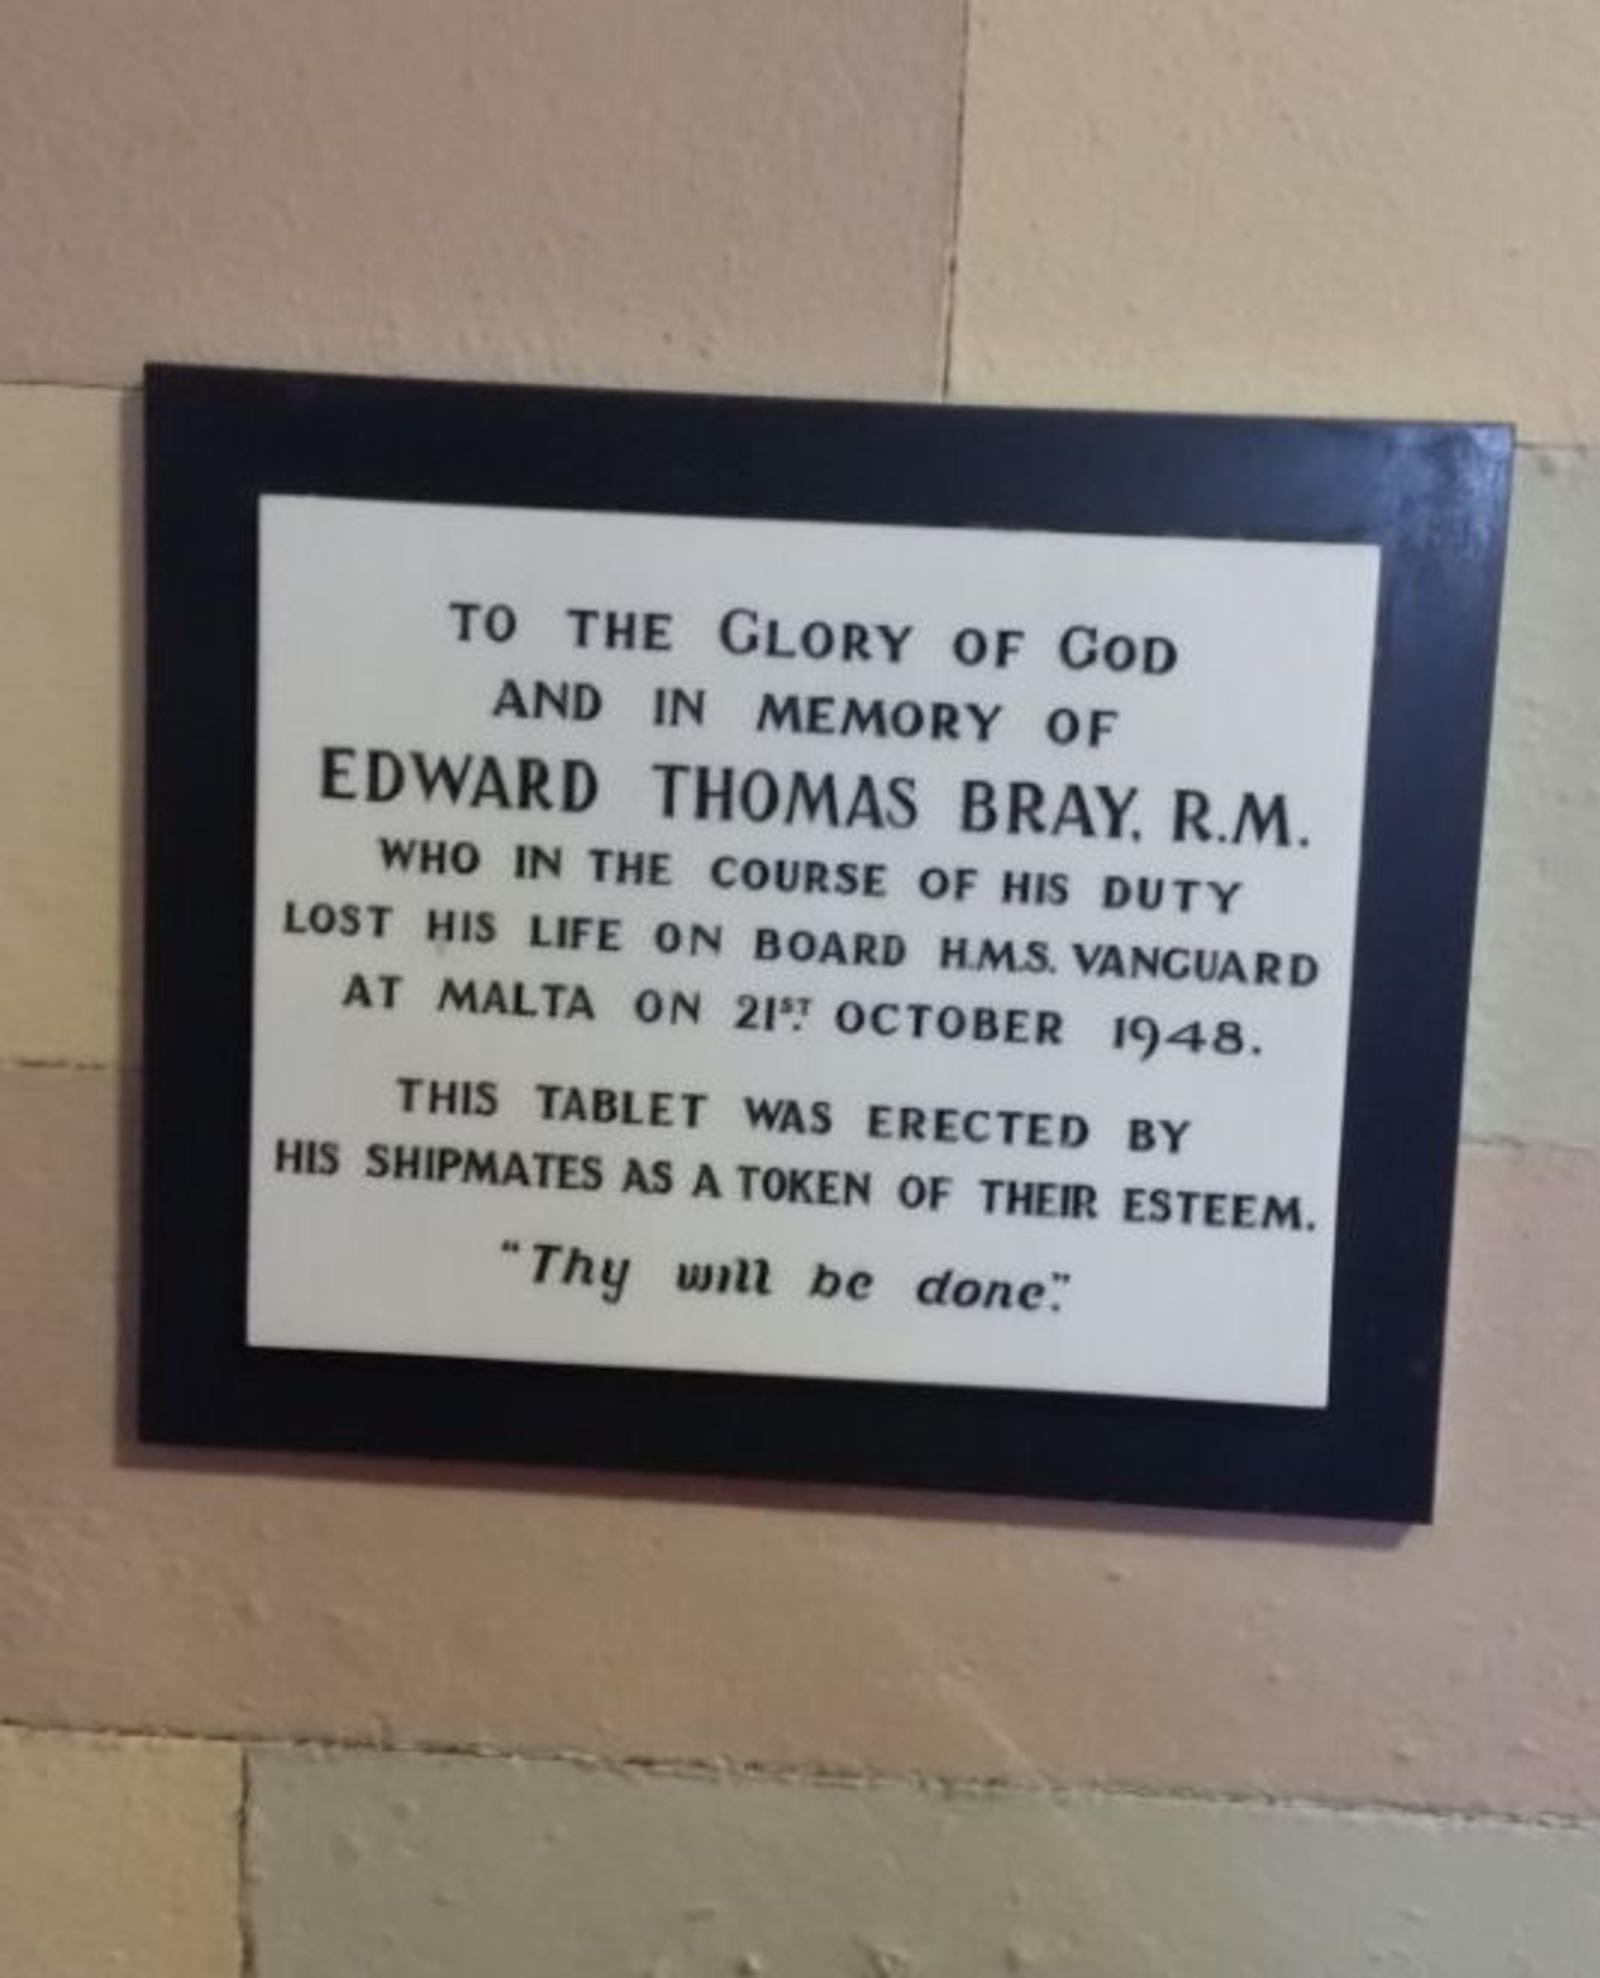 TO THE GLORY OF GOD
AND IN MEMORY OF
EDWARD THOMAS BRAY, R.M.
WHO IN THE COURSE OF HIS DUTY
LOST HIS LIFE ON BOARD H.M.S. VANGUARD
AT MALTA ON 21ST. OCTOBER 1948.
THIS TABLET WAS ERECTED BY
HIS SHIPMATES AS A TOKEN OF THEIR ESTEEM.
"Thy will be done."